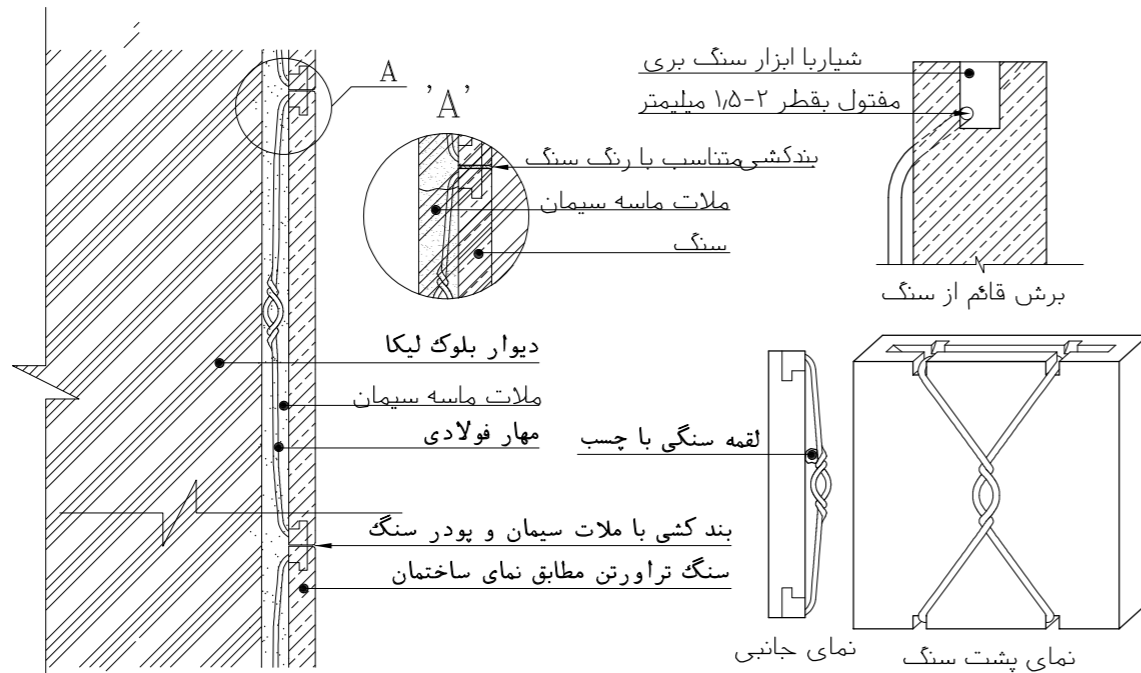 A
'A'
شیاربا ابزار سنگ بری
مفتول بقطر ۲-۱٫۵ میلیمتر
بندکشی متناسب با رنگ سنگ
ملات ماسه سیمان
سنگ
برش قائم از سنگ
دیوار بلوک لیکا
ملات ماسه سیمان
مهار فولادی
لقمه سنگی با چسب
بند کشی با ملات سیمان و پودر سنگ
سنگ تراورتن مطابق نمای ساختمان
نمای جانبی
نمای پشت سنگ